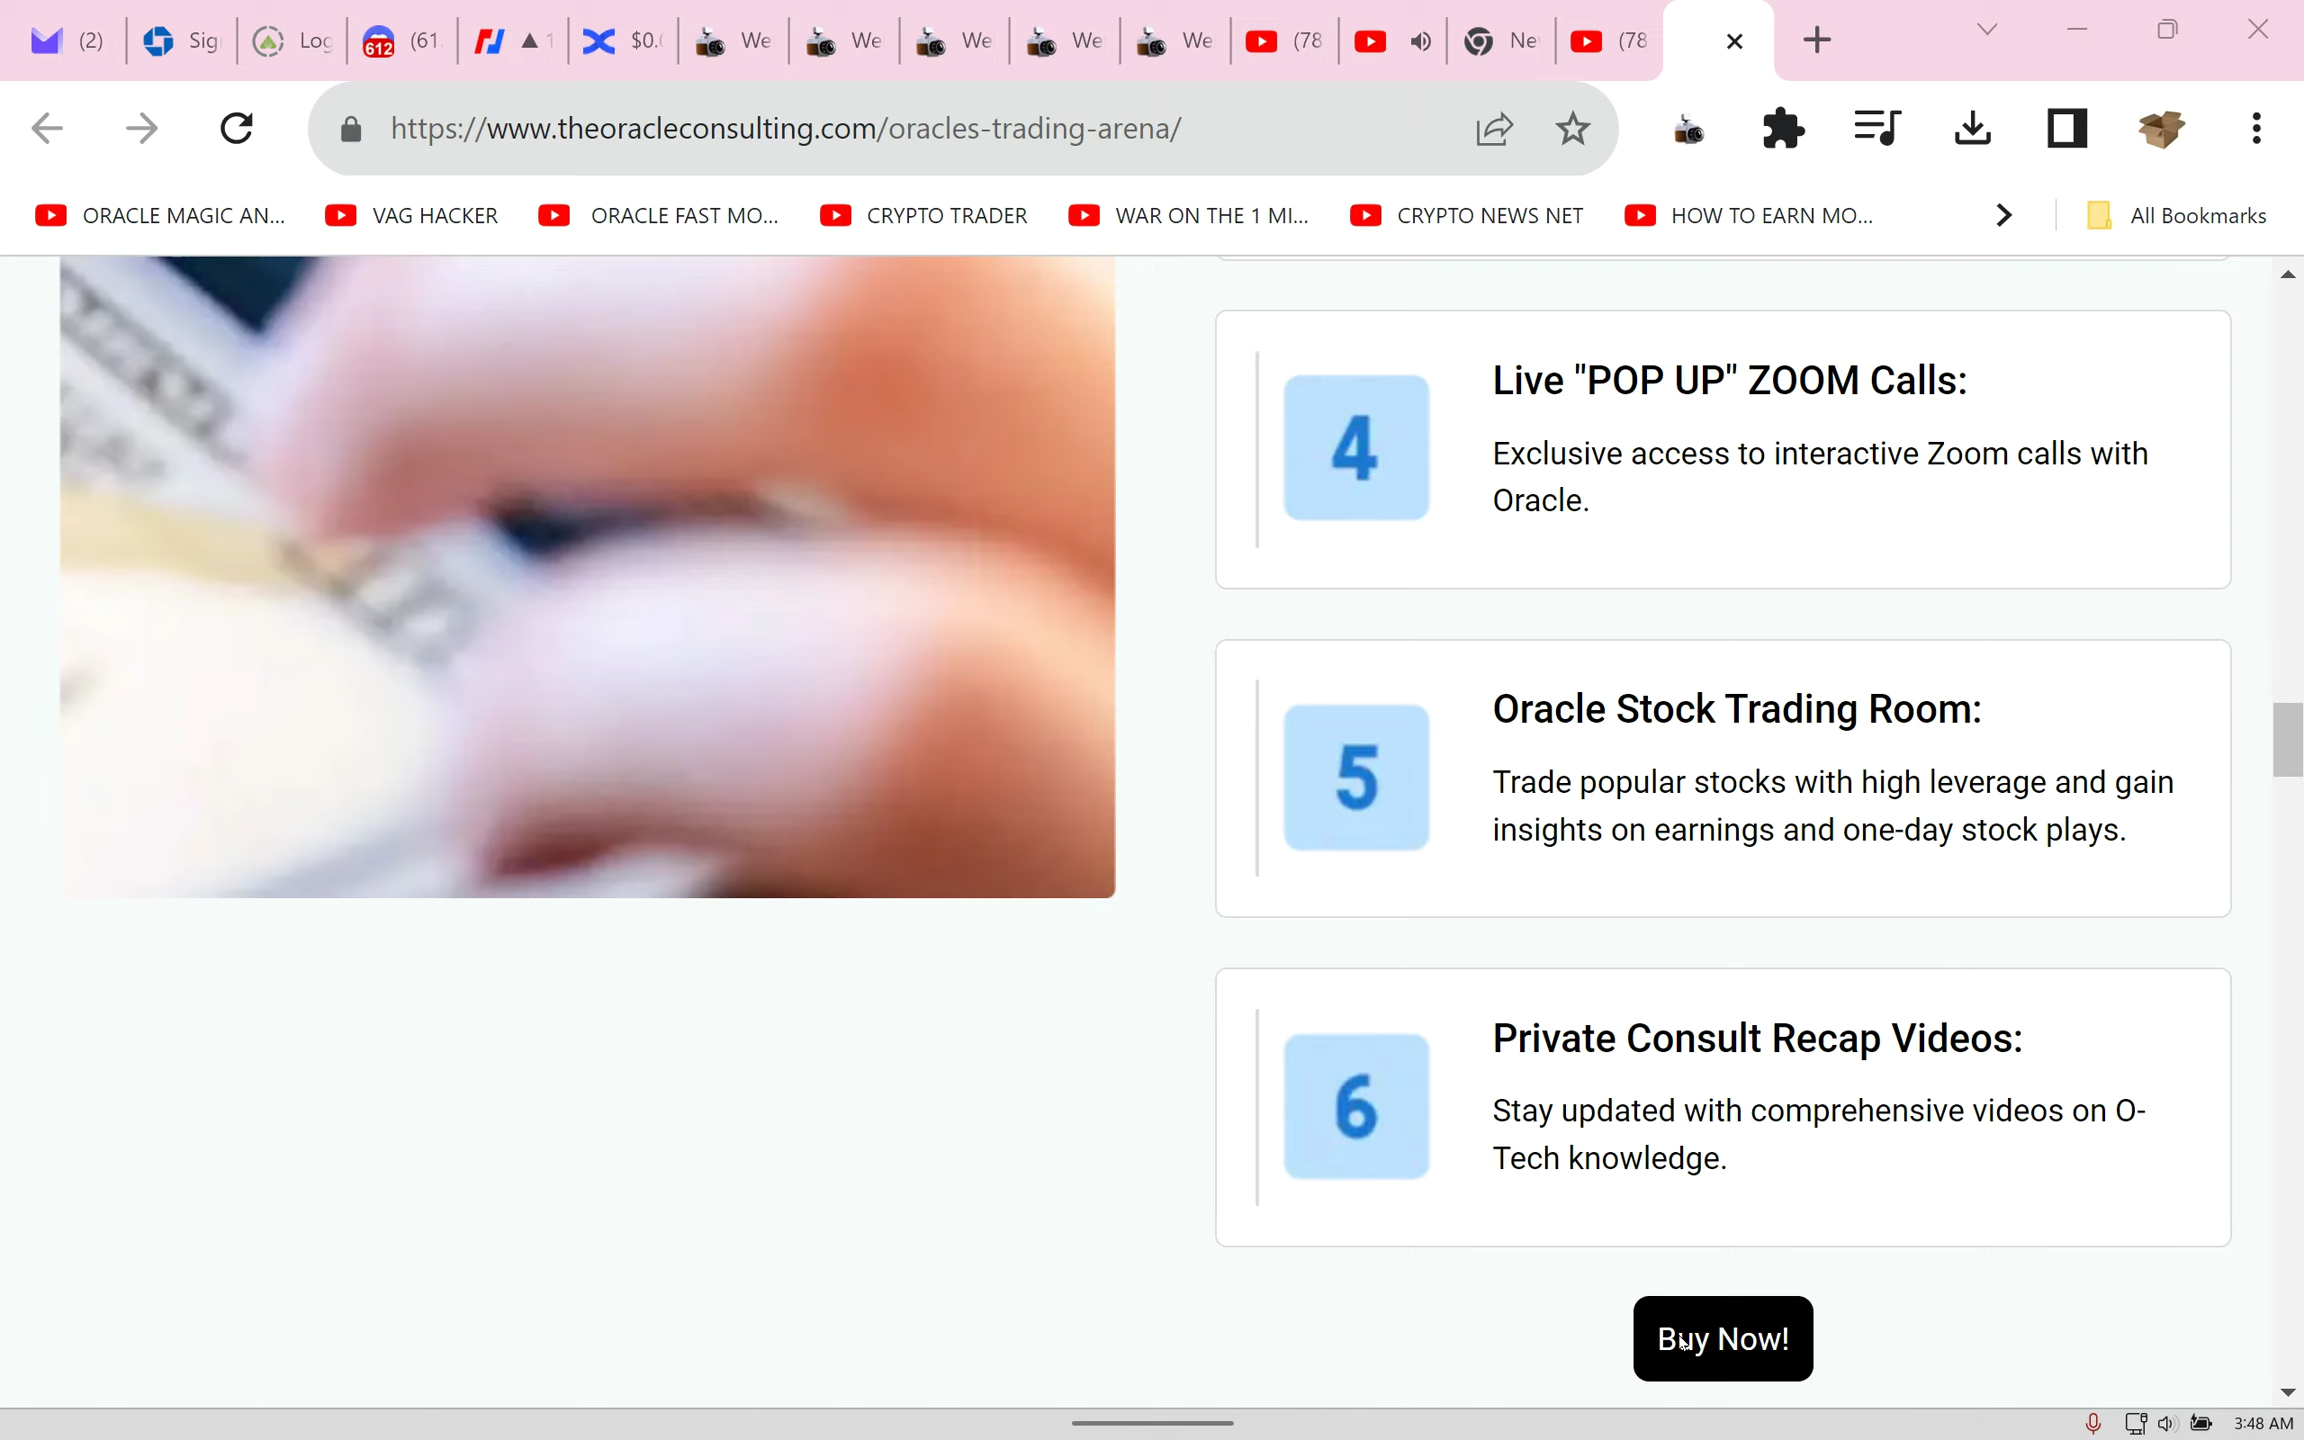 (2) Sig Log 612 (61. ▲ 1 $0.( We We We We We (78 Ne (78
https://www.theoracleconsulting.com/oracles-trading-arena/
ORACLE MAGIC AN... VAG HACKER ORACLE FAST MO... CRYPTO TRADER WAR ON THE 1 MI... CRYPTO NEWS NET HOW TO EARN MO... All Bookmarks
4
Live "POP UP" ZOOM Calls:
Exclusive access to interactive Zoom calls with
Oracle.
5
Oracle Stock Trading Room:
Trade popular stocks with high leverage and gain
insights on earnings and one-day stock plays.
6
Private Consult Recap Videos:
Stay updated with comprehensive videos on O-
Tech knowledge.
Buy Now!
3:48 AM